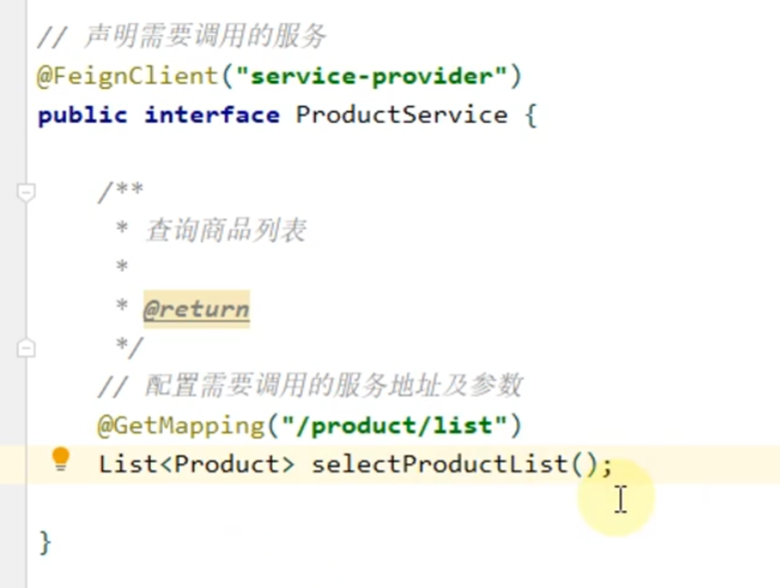 // 声明需要调用的服务
@FeignClient("service-provider")
public interface ProductService {
/**
* 查询商品列表
*
* @return
*/
// 配置需要调用的服务地址及参数
@GetMapping("/product/list")
List<Product> selectProductList();
}